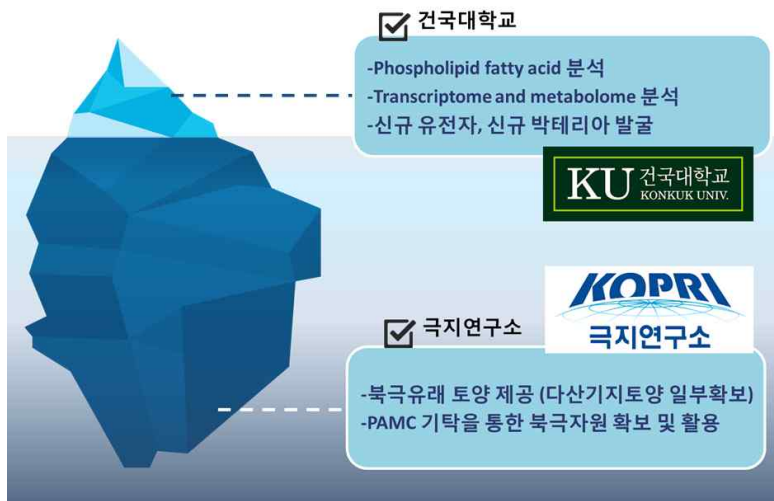 건국대학교
-Phospholipid fatty acid 분석
-Transcriptome and metabolome 분석
-신규 유전자, 신규 박테리아 발굴
KU 건국대학교
KONKUK UNIV.
KOPRI
극지연구소
극지연구소
-북극유래 토양 제공 (다산기지토양 일부확보)
-PAMC 기탁을 통한 북극자원 확보 및 활용